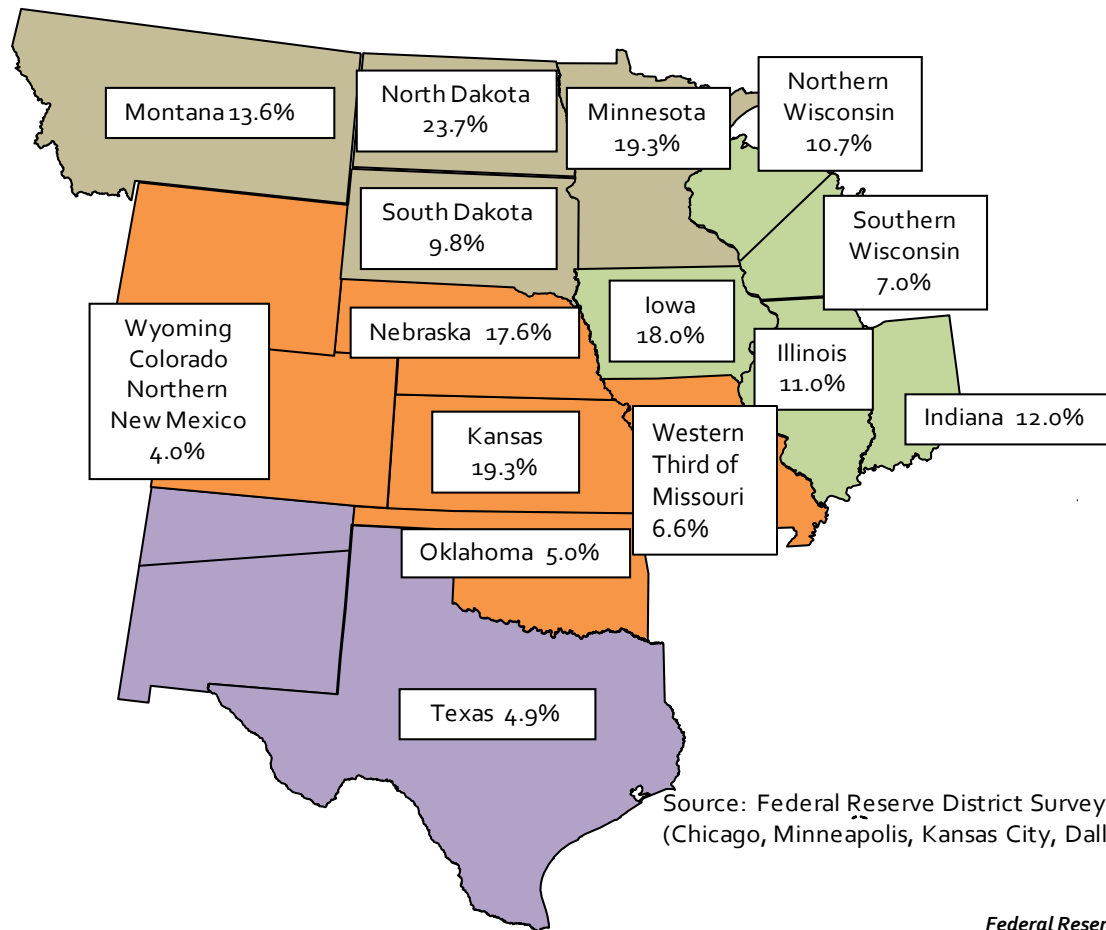 Montana 13.6%
North Dakota
23.7%
Minnesota
19.3%
Northern
Wisconsin
10.7%
South Dakota
9.8%
Southern
Wisconsin
7.0%
Wyoming
Colorado
Northern
New Mexico
4.0%
Nebraska 17.6%
Iowa
18.0%
Illinois
11.0%
Indiana 12.0%
Kansas
19.3%
Western
Third of
Missouri
6.6%
Oklahoma 5.0%
Texas 4.9%
Source: Federal Reserve District Survey
(Chicago, Minneapolis, Kansas City, Dall
Federal Reser